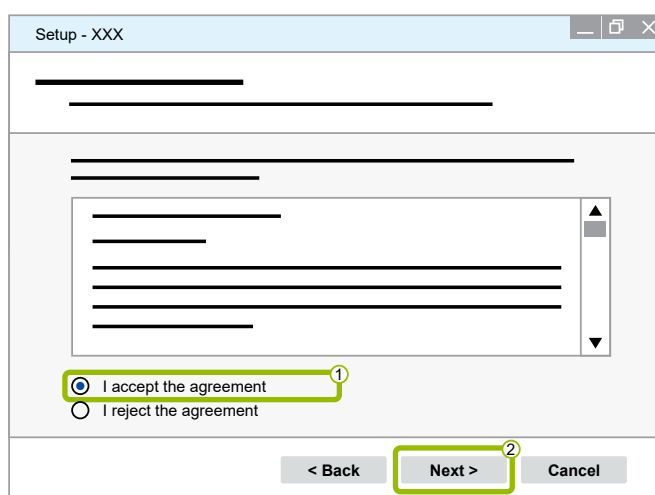 Setup - XXX
1
I accept the agreement
I reject the agreement
2
< Back Next > Cancel